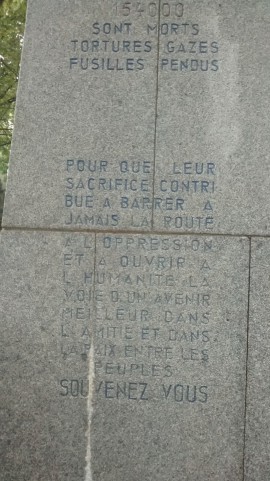 154000
SONT MORTS
TORTURES GAZES
FUSILLES PENDUS
POUR QUE LEUR
SACRIFICE CONTRI
BUE A BARRER A
JAMAIS LA ROUTE
A L OPPRESSION
ET A OUVRIR A
L HUMANITE LA
VOIE D UN AVENIR
MEILLEUR DANS
L AMITIE ET DANS
LA PAIX ENTRE LES
PEUPLES
SOUVENEZ VOUS